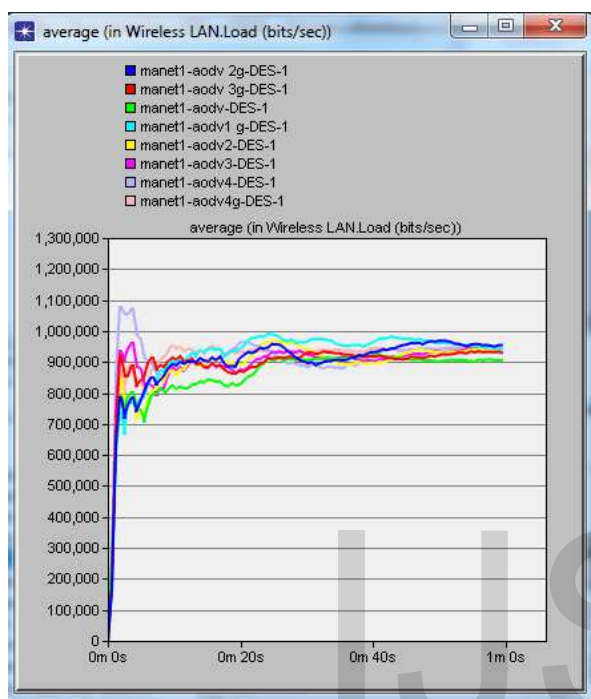 average (in Wireless LAN.Load (bits/sec))
manet1-aodv 2g-DES-1
manet1-aodv 3g-DES-1
manet1-aodv-DES-1
manet1-aodv1 g-DES-1
manet1-aodv2-DES-1
manet1-aodv3-DES-1
manet1-aodv4-DES-1
manet1-aodv4g-DES-1
average (in Wireless LAN.Load (bits/sec))
1,300,000
1,200,000
1,100,000
1,000,000
900,000
800,000
700,000
600,000
500,000
400,000
300,000
200,000
100,000
0
0m 0s 0m 20s 0m 40s 1m 0s